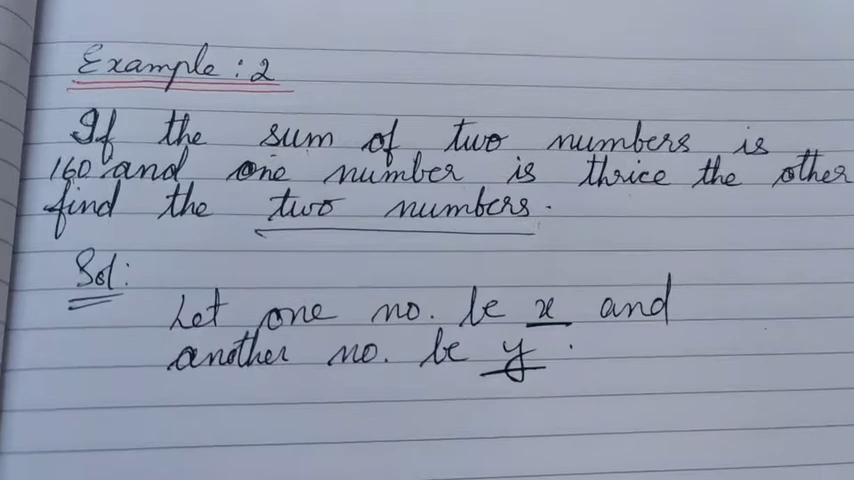 Example : 2
If the sum of two numbers is
160 and one number is thrice the other
find the two numbers.
Sol:
Let one no. be x and
another no. be y.